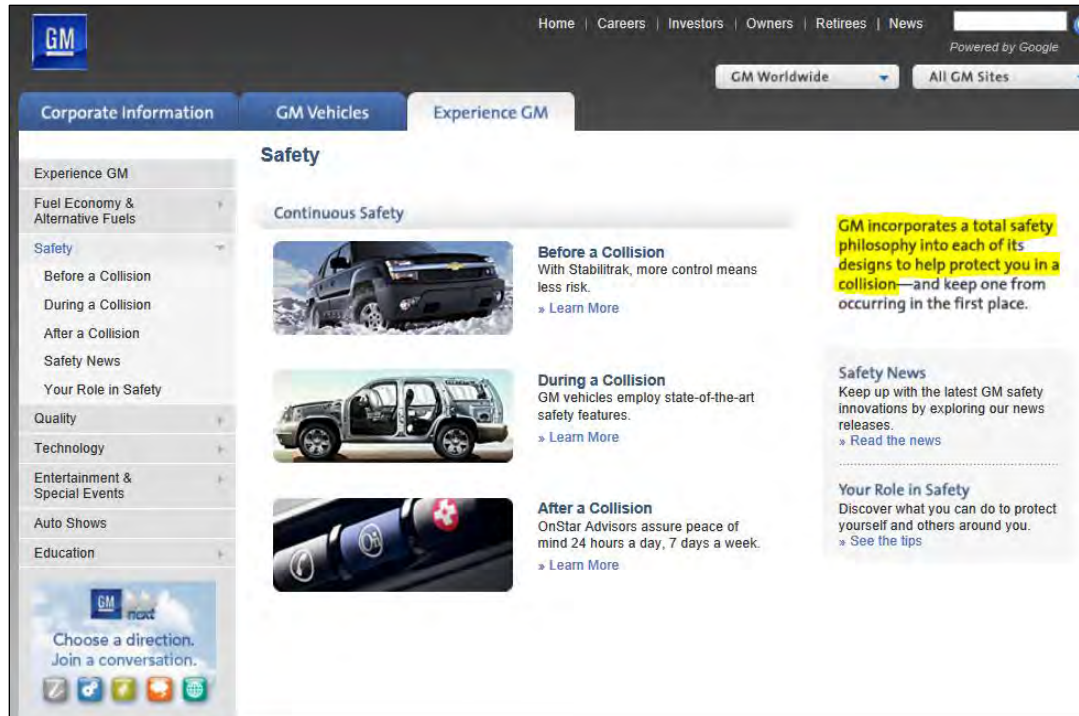 GM
Home | Careers | Investors | Owners | Retirees | News
Powered by Google
GM Worldwide
All GM Sites
Corporate Information
GM Vehicles
Experience GM
Safety
Experience GM
Fuel Economy &
Alternative Fuels
Safety
Before a Collision
During a Collision
After a Collision
Safety News
Your Role in Safety
Quality
Technology
Entertainment &
Special Events
Auto Shows
Education
GM
next
Choose a direction.
Join a conversation.
Continuous Safety
Before a Collision
With Stabilitrak, more control means
less risk.
» Learn More
During a Collision
GM vehicles employ state-of-the-art
safety features.
» Learn More
After a Collision
OnStar Advisors assure peace of
mind 24 hours a day, 7 days a week.
» Learn More
GM incorporates a total safety
philosophy into each of its
designs to help protect you in a
collision—and keep one from
occurring in the first place.
Safety News
Keep up with the latest GM safety
innovations by exploring our news
releases.
» Read the news
Your Role in Safety
Discover what you can do to protect
yourself and others around you.
» See the tips